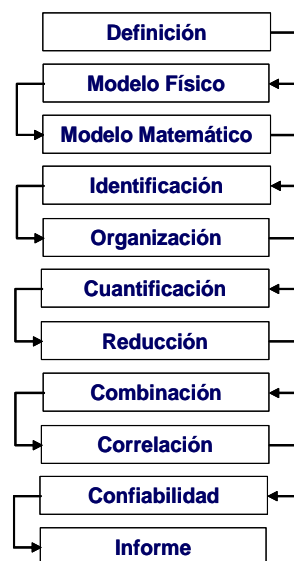 Definición
Modelo Físico
Modelo Matemático
Identificación
Organización
Cuantificación
Reducción
Combinación
Correlación
Confiabilidad
Informe